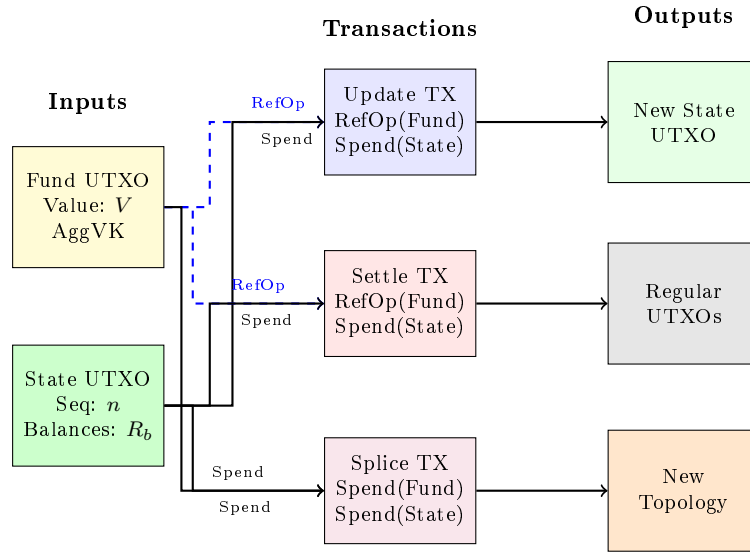 Inputs
Transactions
Outputs
Fund UTXO
Value: V
AggVK
State UTXO
Seq: n
Balances: R_b
RefOp
Spend
RefOp
Spend
Spend
Spend
Update TX
RefOp(Fund)
Spend(State)
Settle TX
RefOp(Fund)
Spend(State)
Splice TX
Spend(Fund)
Spend(State)
New State
UTXO
Regular
UTXOs
New
Topology